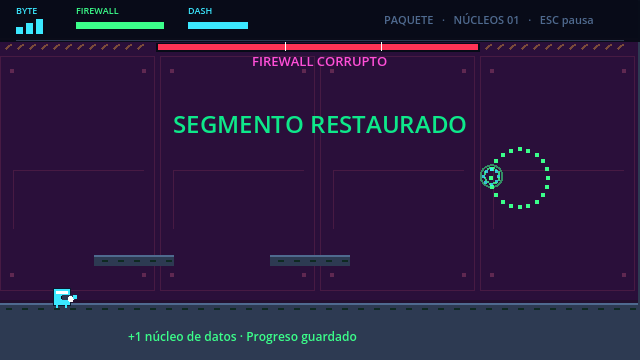 BYTE FIREWALL DASH
PAQUETE · NÚCLEOS 01 · ESC pausa
FIREWALL CORRUPTO
SEGMENTO RESTAURADO
+1 núcleo de datos · Progreso guardado